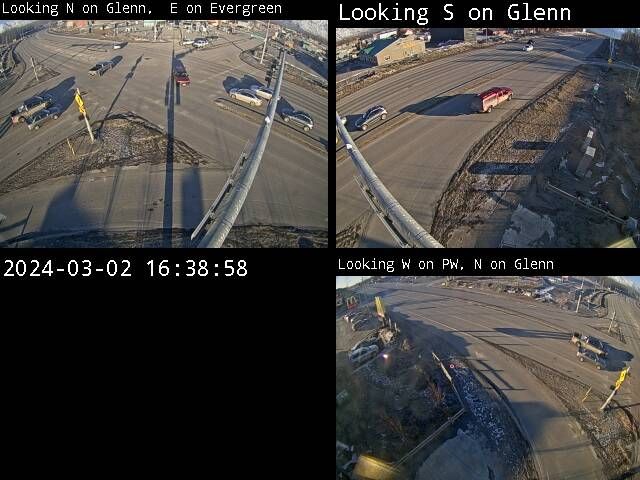 Looking N on Glenn,  E on Evergreen
Looking S on Glenn
2024-03-02 16:38:58
Looking W on PW, N on Glenn